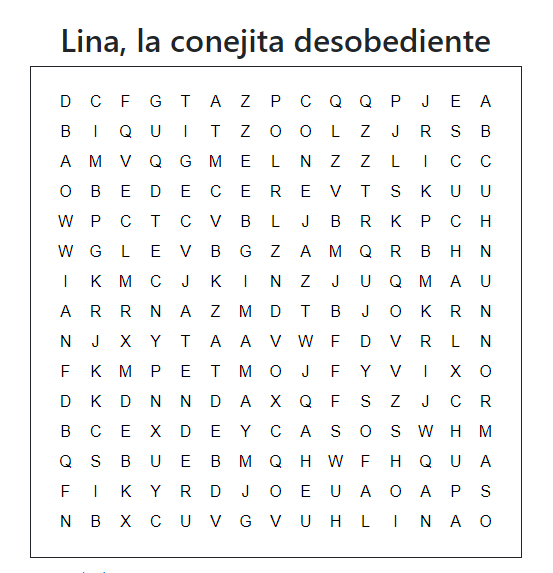 Lina, la conejita desobediente
D C F G T A Z P C Q Q P J E A
B I Q U I T Z O O L Z J R S B
A M V Q G M E L N Z Z L I C C
O B E D E C E R E V T S K U U
W P C T C V B L J B R K P C H
W G L E V B G Z A M Q R B H N
I K M C J K I N Z J U Q M A U
A R R N A Z M D T B J O K R N
N J X Y T A A V W F D V R L N
F K M P E T M O J F Y V I X O
D K D N N D A X Q F S Z J C R
B C E X D E Y C A S O S W H M
Q S B U E B M Q H W F H Q U A
F I K Y R D J O E U A O A P S
N B X C U V G V U H L I N A O